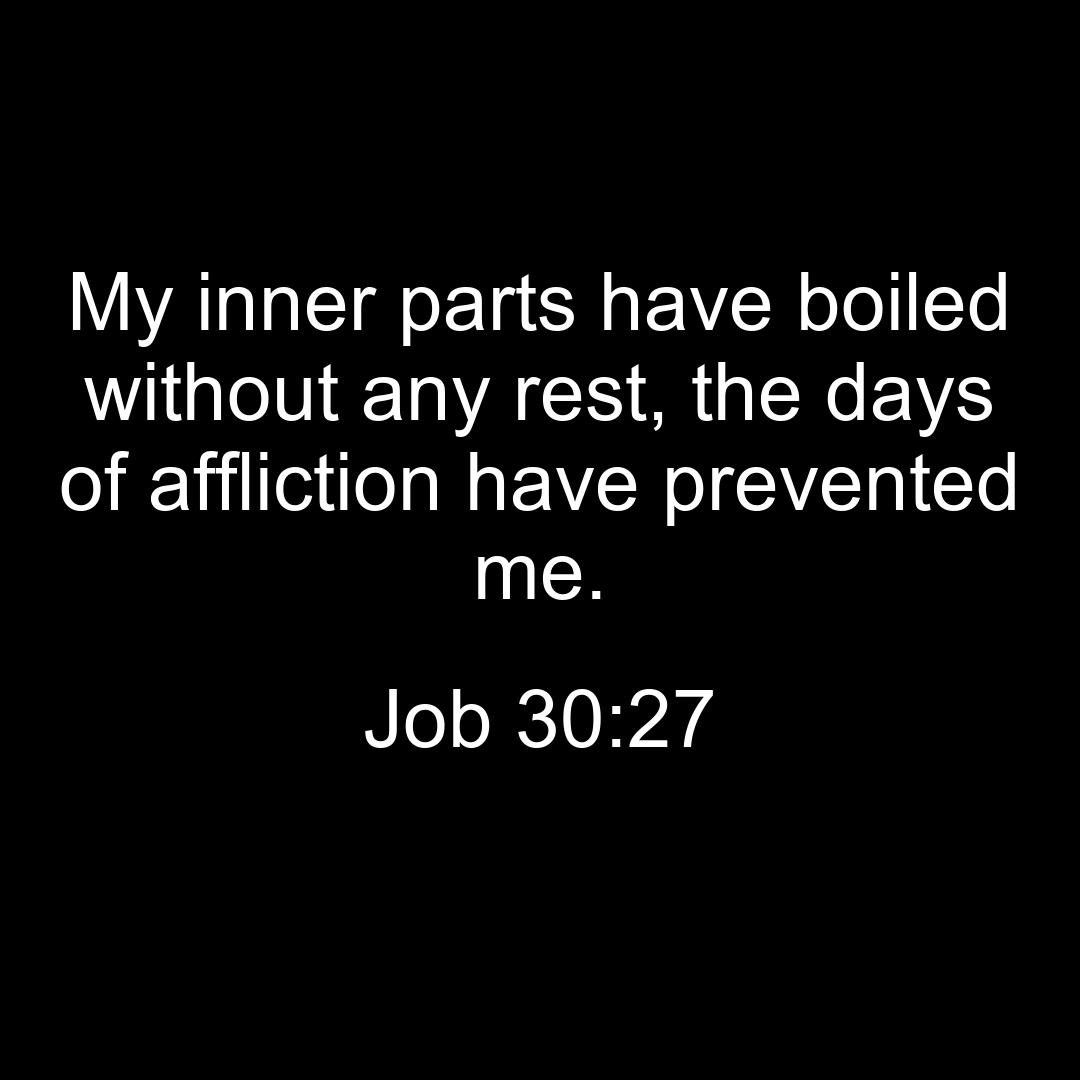 My inner parts have boiled
without any rest, the days
of affliction have prevented
me.
Job 30:27